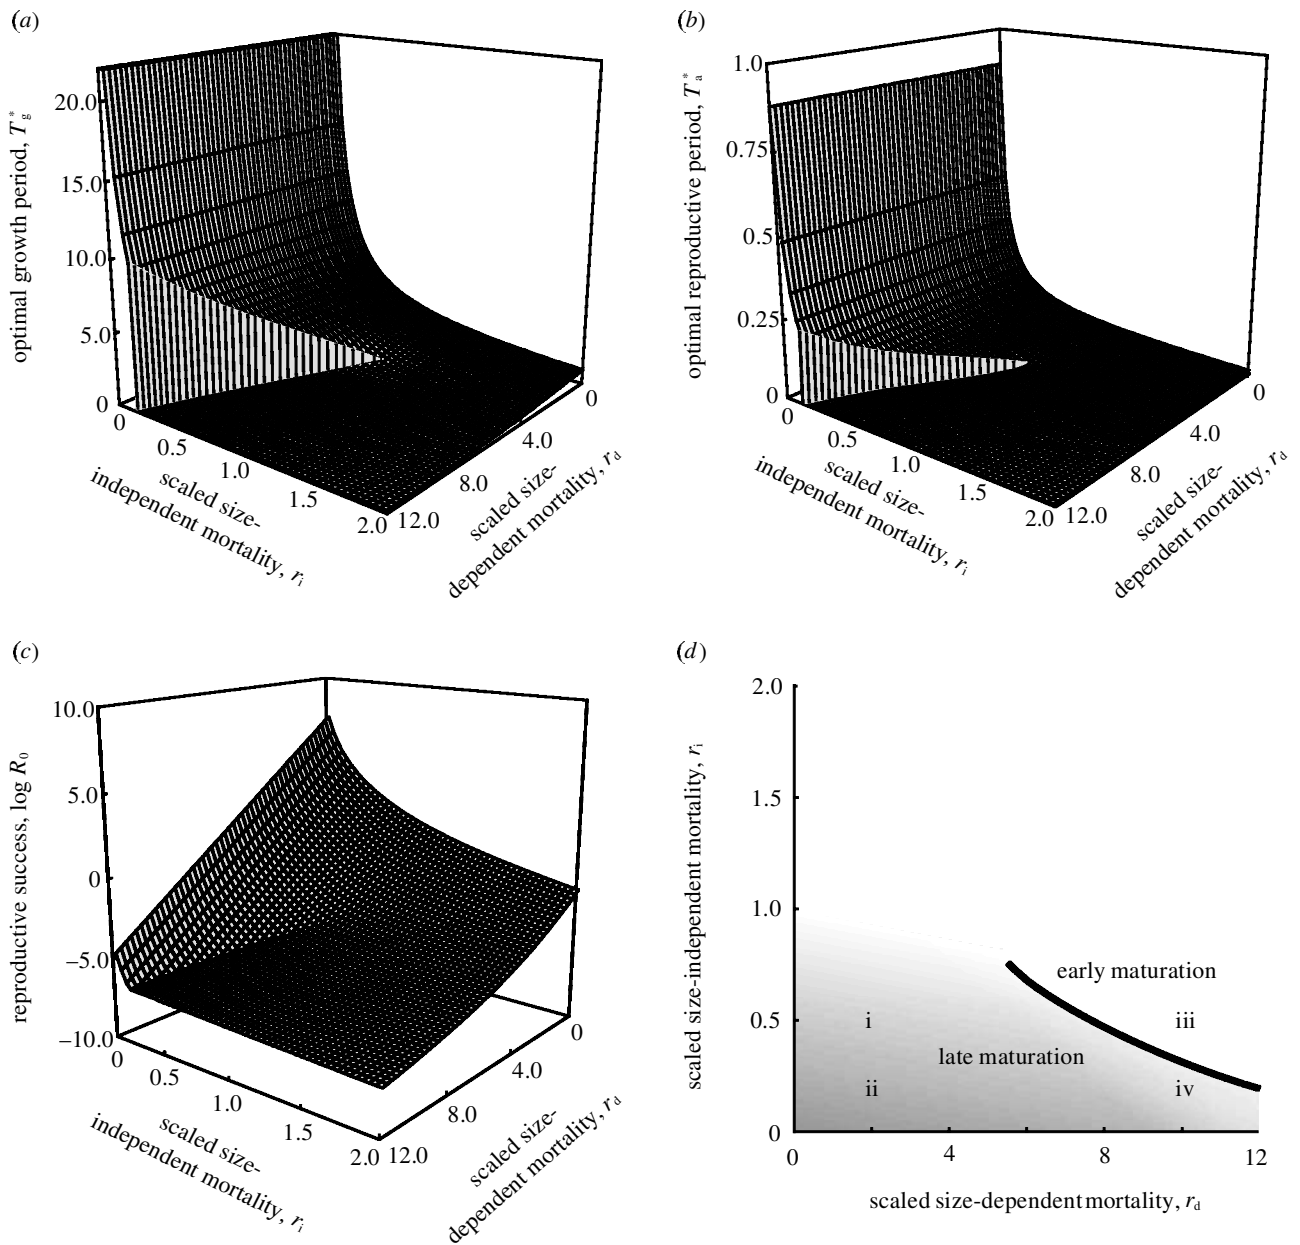 (a)
optimal growth period, T*g
20.0
15.0
10.0
5.0
0
0
0.5
1.0
1.5
2.0
scaled size-
independent mortality, ri
12.0
8.0
4.0
0
scaled size-
dependent mortality, rd
(b)
optimal reproductive period, T*a
1.0
0.75
0.5
0.25
0
0
0.5
1.0
1.5
2.0
scaled size-
independent mortality, ri
12.0
8.0
4.0
0
scaled size-
dependent mortality, rd
(c)
reproductive success, log R0
10.0
5.0
0
–5.0
–10.0
0
0.5
1.0
1.5
2.0
scaled size-
independent mortality, ri
12.0
8.0
4.0
0
scaled size-
dependent mortality, rd
(d)
scaled size-independent mortality, ri
2.0
1.5
1.0
0.5
0
early maturation
i
iii
late maturation
ii
iv
0
4
8
12
scaled size-dependent mortality, rd